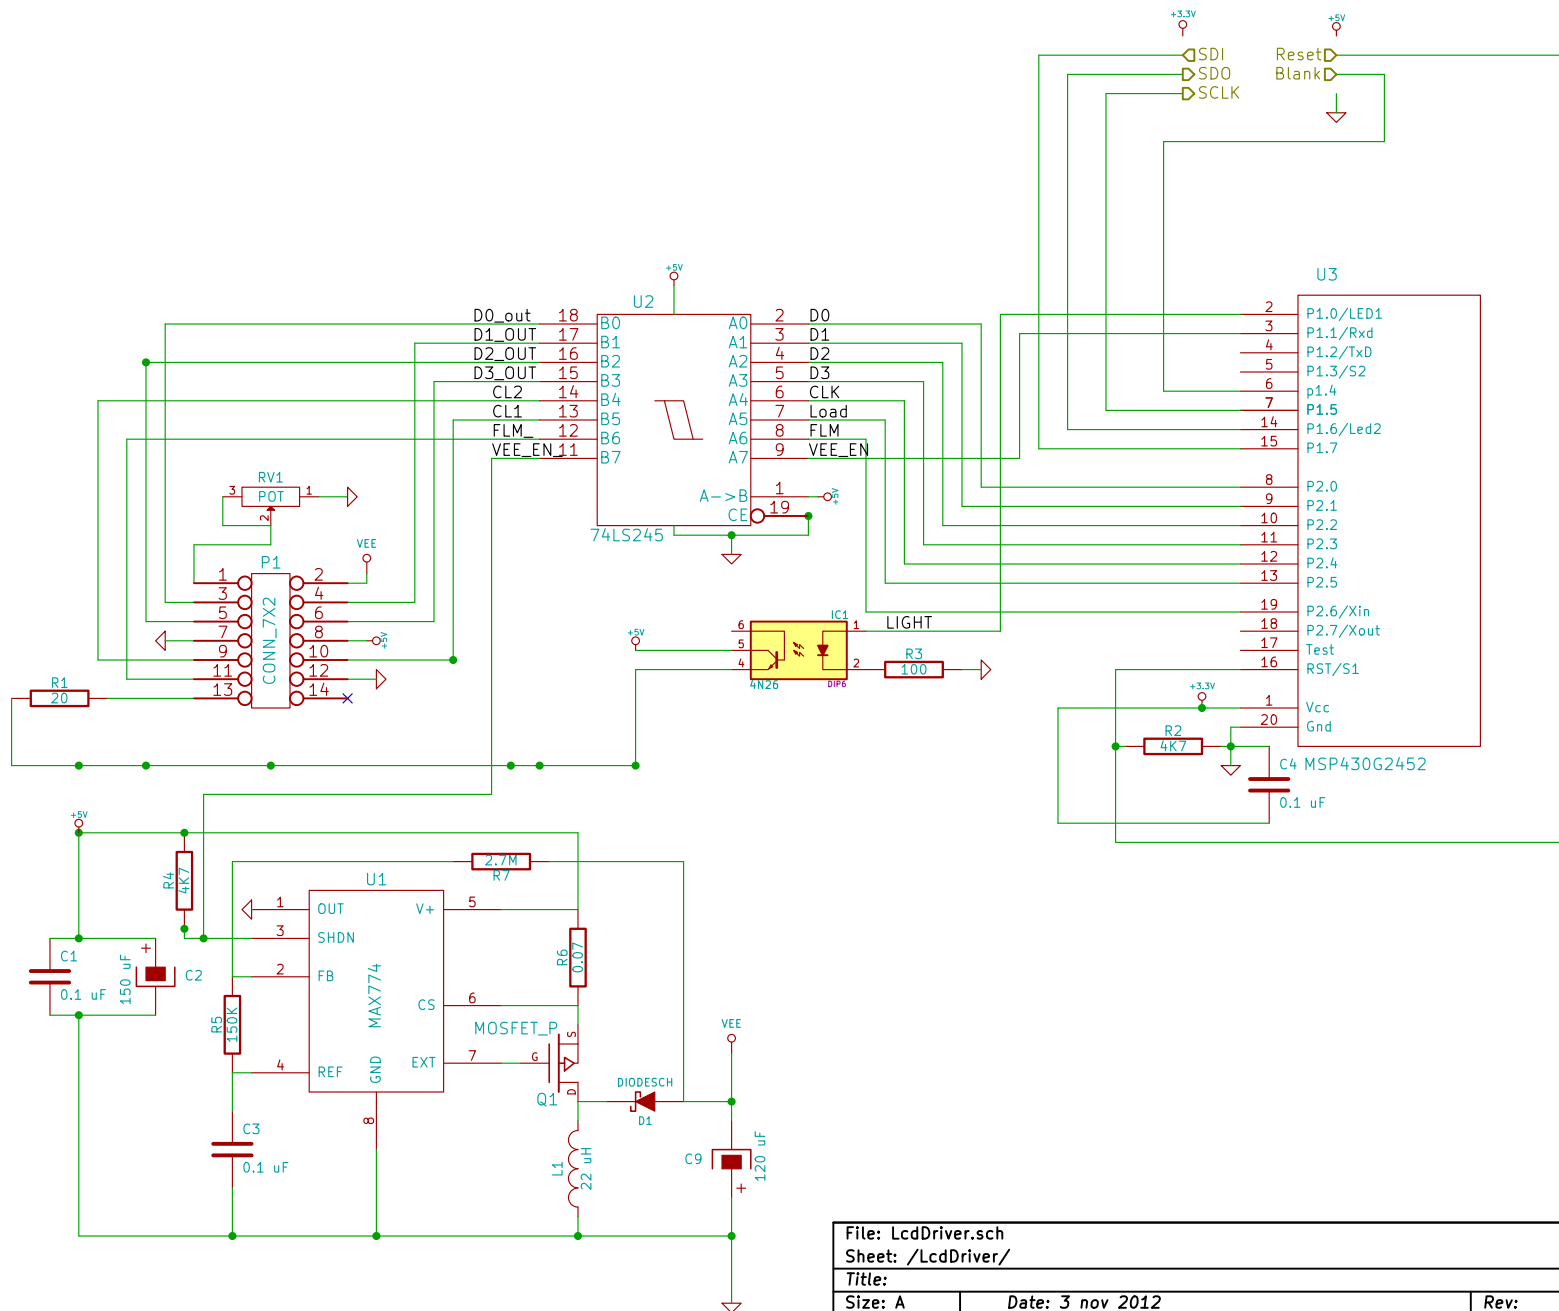 +3.3V
+5V
SDI
Reset
SDO
Blank
SCLK
U3
2 P1.0/LED1
3 P1.1/Rxd
4 P1.2/TxD
5 P1.3/S2
6 p1.4
7 P1.5
14 P1.6/Led2
15 P1.7
8 P2.0
9 P2.1
10 P2.2
11 P2.3
12 P2.4
13 P2.5
19 P2.6/Xin
18 P2.7/Xout
17 Test
16 RST/S1
1 Vcc
20 Gnd
MSP430G2452
+3.3V
R2
4K7
C4
0.1 uF
+5V
U2
D0_out 18 B0 A0 2 D0
D1_OUT 17 B1 A1 3 D1
D2_OUT 16 B2 A2 4 D2
D3_OUT 15 B3 A3 5 D3
CL2 14 B4 A4 6 CLK
CL1 13 B5 A5 7 Load
FLM_ 12 B6 A6 8 FLM
VEE_EN_ 11 B7 A7 9 VEE_EN
A->B 1 +5V
CE 19
74LS245
RV1
3 POT 1
2
VEE
P1
CONN_7X2
1 2
3 4
5 6
7 8 +5V
9 10
11 12
13 14
R1
20
+5V
IC1
6 1 LIGHT
5
4 2
4N26 DIP6
R3
100
+5V
R4
4K7
2.7M
R7
U1
1 OUT V+ 5
3 SHDN
2 FB
CS 6
MAX774
4 REF EXT 7
GND
8
R6
0.07
C1
0.1 uF
+
150 uF
C2
R5
150K
C3
0.1 uF
MOSFET_P
S
G
D
Q1
DIODESCH
D1
VEE
L1
22 uH
C9
120 uF
+
File: LcdDriver.sch
Sheet: /LcdDriver/
Title:
Size: A Date: 3 nov 2012 Rev: